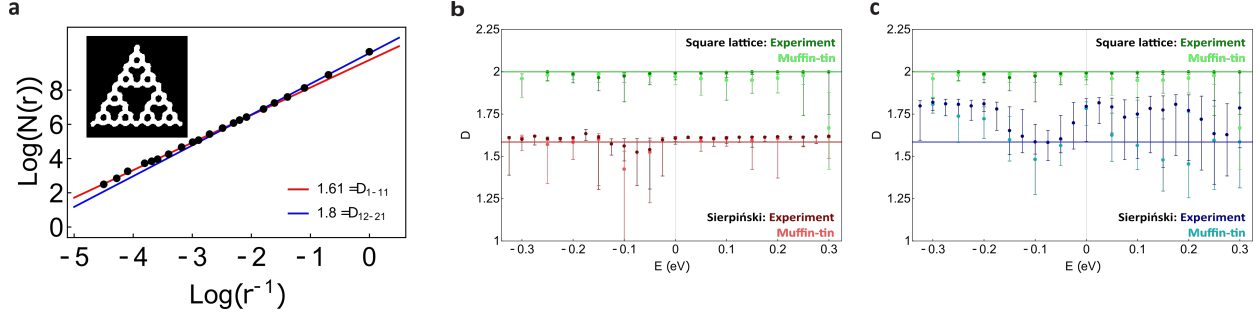 a
Log(N(r))
8
6
4
2
0
1.61 =D1-11
1.8 =D12-21
-5 -4 -3 -2 -1 0
Log(r-1)
b
2.25
2
1.75
1.5
1.25
1
D
Square lattice: Experiment
Muffin-tin
Sierpiński: Experiment
Muffin-tin
-0.3 -0.2 -0.1 0 0.1 0.2 0.3
E (eV)
c
2.25
2
1.75
1.5
1.25
1
D
Square lattice: Experiment
Muffin-tin
Sierpiński: Experiment
Muffin-tin
-0.3 -0.2 -0.1 0 0.1 0.2 0.3
E (eV)